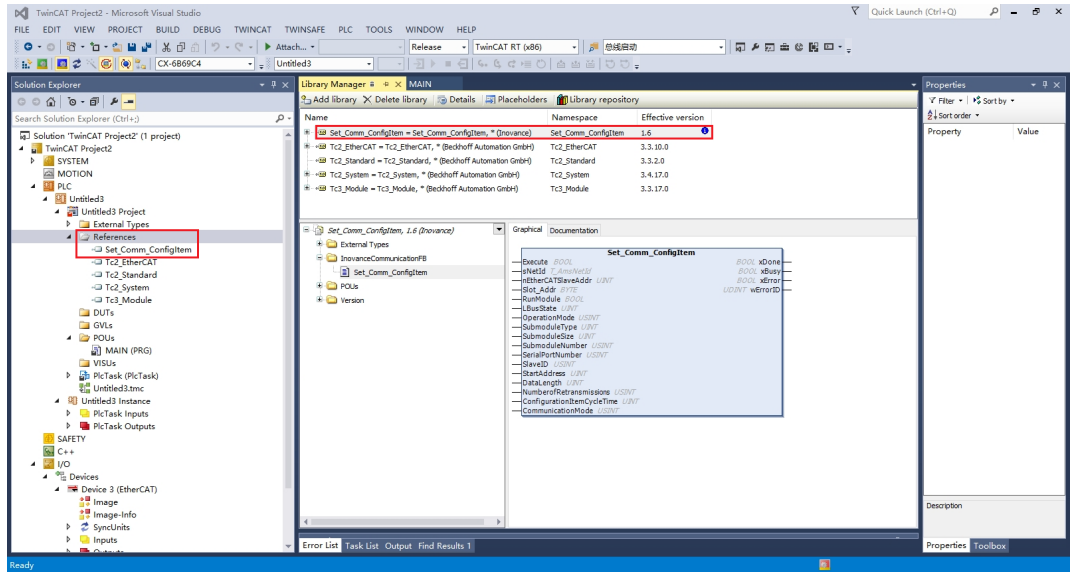 TwinCAT Project2 - Microsoft Visual Studio
Quick Launch (Ctrl+Q)
FILE EDIT VIEW PROJECT BUILD DEBUG TWINCAT TWINSAFE PLC TOOLS WINDOW HELP
Attach... Release TwinCAT RT (x86) 总线启动
CX-6B69C4 Untitled3
Solution Explorer
Search Solution Explorer (Ctrl+;)
Solution 'TwinCAT Project2' (1 project)
TwinCAT Project2
SYSTEM
MOTION
PLC
Untitled3
Untitled3 Project
External Types
References
Set_Comm_ConfigItem
Tc2_EtherCAT
Tc2_Standard
Tc2_System
Tc3_Module
DUTs
GVLs
POUs
MAIN (PRG)
VISUs
PlcTask (PlcTask)
Untitled3.tmc
Untitled3 Instance
PlcTask Inputs
PlcTask Outputs
SAFETY
C++
I/O
Devices
Device 3 (EtherCAT)
Image
Image-Info
SyncUnits
Inputs
Outputs
Library Manager MAIN
Add library Delete library Details Placeholders Library repository
Name Namespace Effective version
Set_Comm_ConfigItem = Set_Comm_ConfigItem, * (Inovance) Set_Comm_ConfigItem 1.6
Tc2_EtherCAT = Tc2_EtherCAT, * (Beckhoff Automation GmbH) Tc2_EtherCAT 3.3.10.0
Tc2_Standard = Tc2_Standard, * (Beckhoff Automation GmbH) Tc2_Standard 3.3.2.0
Tc2_System = Tc2_System, * (Beckhoff Automation GmbH) Tc2_System 3.4.17.0
Tc3_Module = Tc3_Module, * (Beckhoff Automation GmbH) Tc3_Module 3.3.17.0
Set_Comm_ConfigItem, 1.6 (Inovance)
External Types
InovanceCommunicationFB
Set_Comm_ConfigItem
POUs
Version
Graphical Documentation
Set_Comm_ConfigItem
Execute BOOL BOOL xDone
sNetId T_AmsNetId BOOL xBusy
nEtherCATSlaveAddr UINT BOOL xError
Slot_Addr BYTE UDINT wErrorID
RunModule BOOL
LBusState UINT
OperationMode USINT
SubmoduleType UINT
SubmoduleSize UINT
SubmoduleNumber USINT
SerialPortNumber USINT
SlaveID USINT
StartAddress UINT
DataLength UINT
NumberofRetransmissions USINT
ConfigurationItemCycleTime UINT
CommunicationMode USINT
Properties
Filter Sort by
Sort order
Property Value
Description
Error List Task List Output Find Results 1
Properties Toolbox
Ready